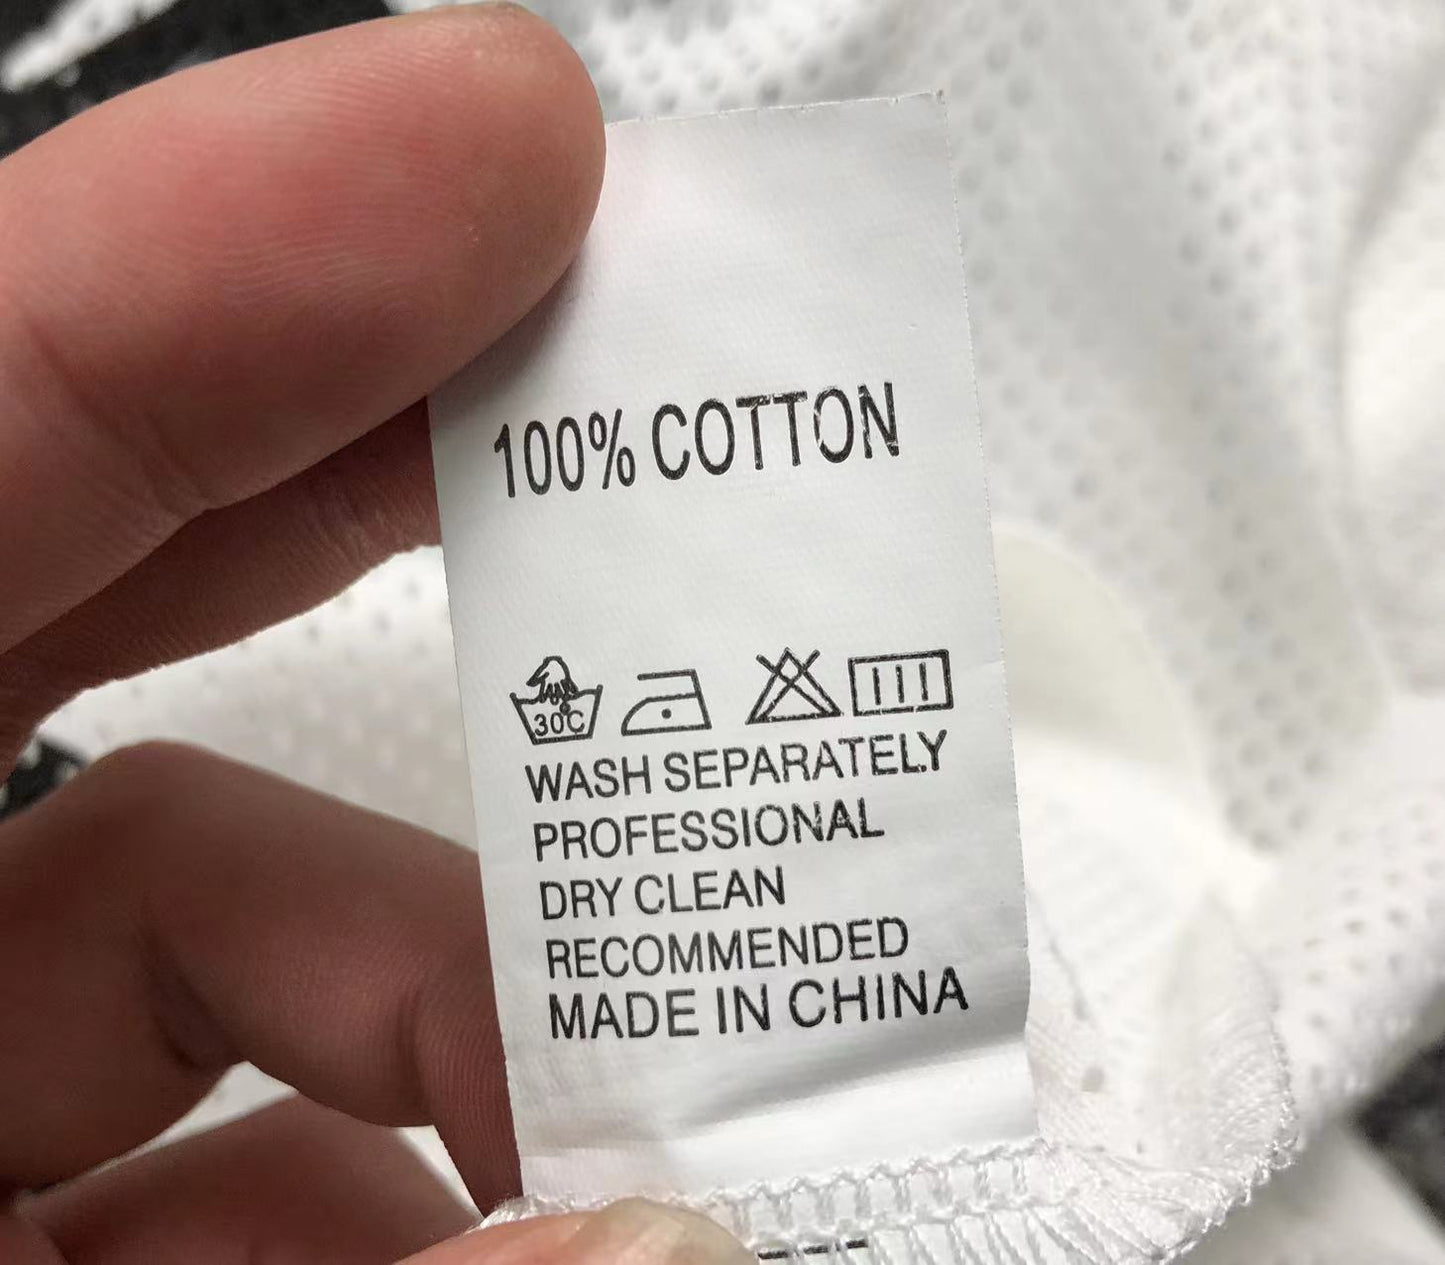 100% COTTON
30°C
WASH SEPARATELY
PROFESSIONAL
DRY CLEAN
RECOMMENDED
MADE IN CHINA